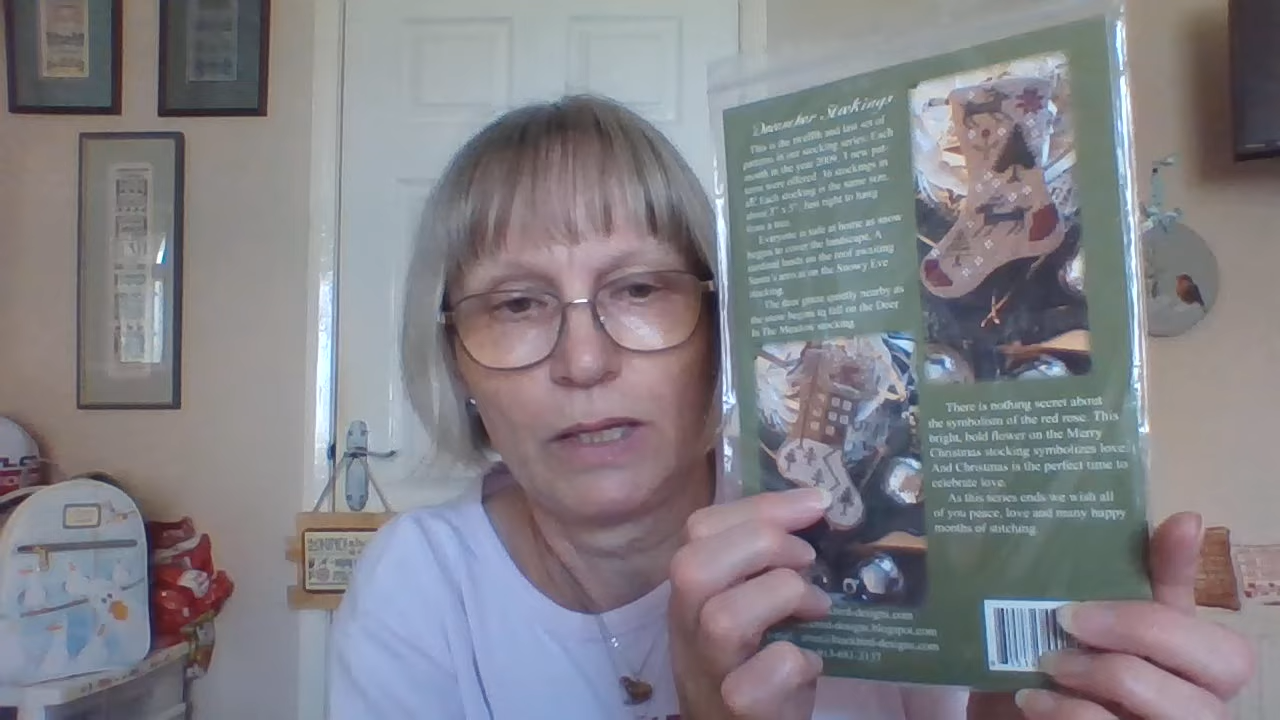 December Stockings
This is the twelfth and last set of
patterns in our stocking series. Each
month in the year 2009, 3 new pat-
terns were offered. 36 stockings in
all! Each stocking is the same size,
about 3" x 5". Just right to hang
from a tree.
Everyone is safe at home as snow
begins to cover the landscape. A
cardinal lands on the roof awaiting
Santa's arrival on the Snowy Eve
stocking.
The deer graze quietly nearby as
the snow begins to fall on the Deer
In The Meadow stocking.
There is nothing secret about
the symbolism of the red rose. This
bright, bold flower on the Merry
Christmas stocking symbolizes love.
And Christmas is the perfect time to
celebrate love.
As this series ends we wish all
of you peace, love and many happy
months of stitching.